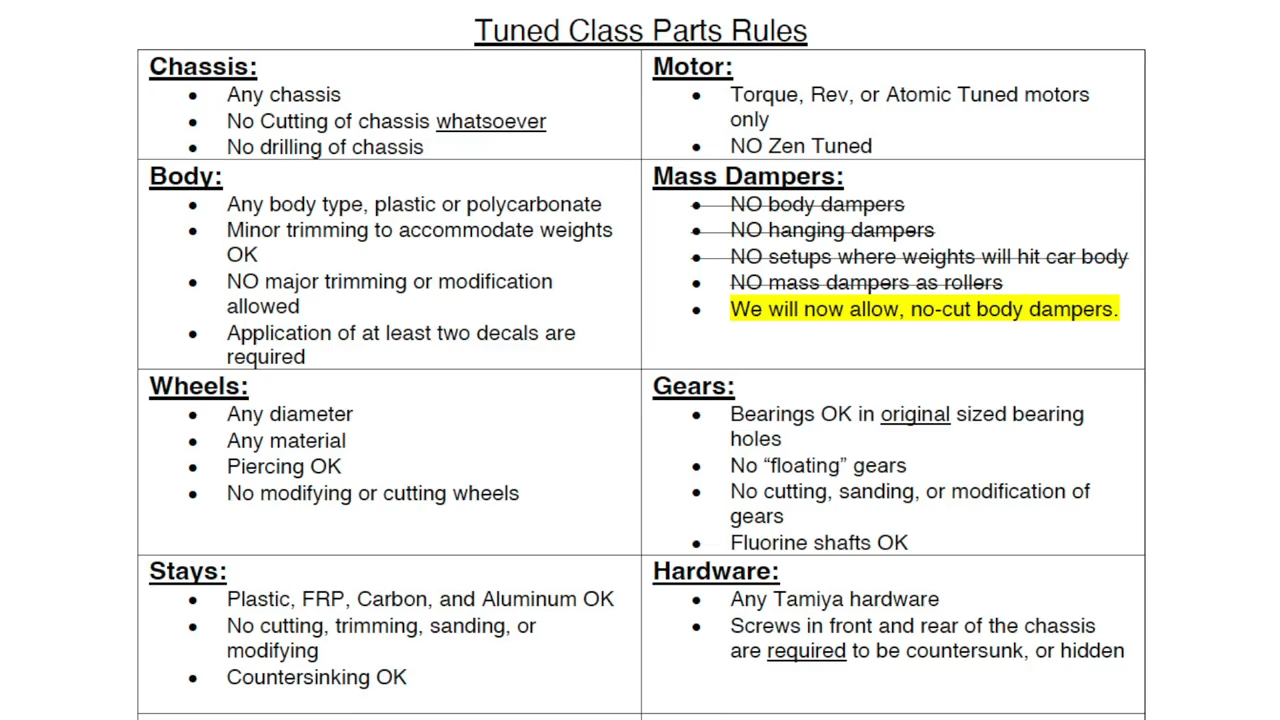 Tuned Class Parts Rules
Chassis:
• Any chassis
• No Cutting of chassis whatsoever
• No drilling of chassis
Motor:
• Torque, Rev, or Atomic Tuned motors
only
• NO Zen Tuned
Body:
• Any body type, plastic or polycarbonate
• Minor trimming to accommodate weights
OK
• NO major trimming or modification
allowed
• Application of at least two decals are
required
Mass Dampers:
• NO body dampers
• NO hanging dampers
• NO setups where weights will hit car body
• NO mass dampers as rollers
• We will now allow, no-cut body dampers.
Wheels:
• Any diameter
• Any material
• Piercing OK
• No modifying or cutting wheels
Gears:
• Bearings OK in original sized bearing
holes
• No “floating” gears
• No cutting, sanding, or modification of
gears
• Fluorine shafts OK
Stays:
• Plastic, FRP, Carbon, and Aluminum OK
• No cutting, trimming, sanding, or
modifying
• Countersinking OK
Hardware:
• Any Tamiya hardware
• Screws in front and rear of the chassis
are required to be countersunk, or hidden